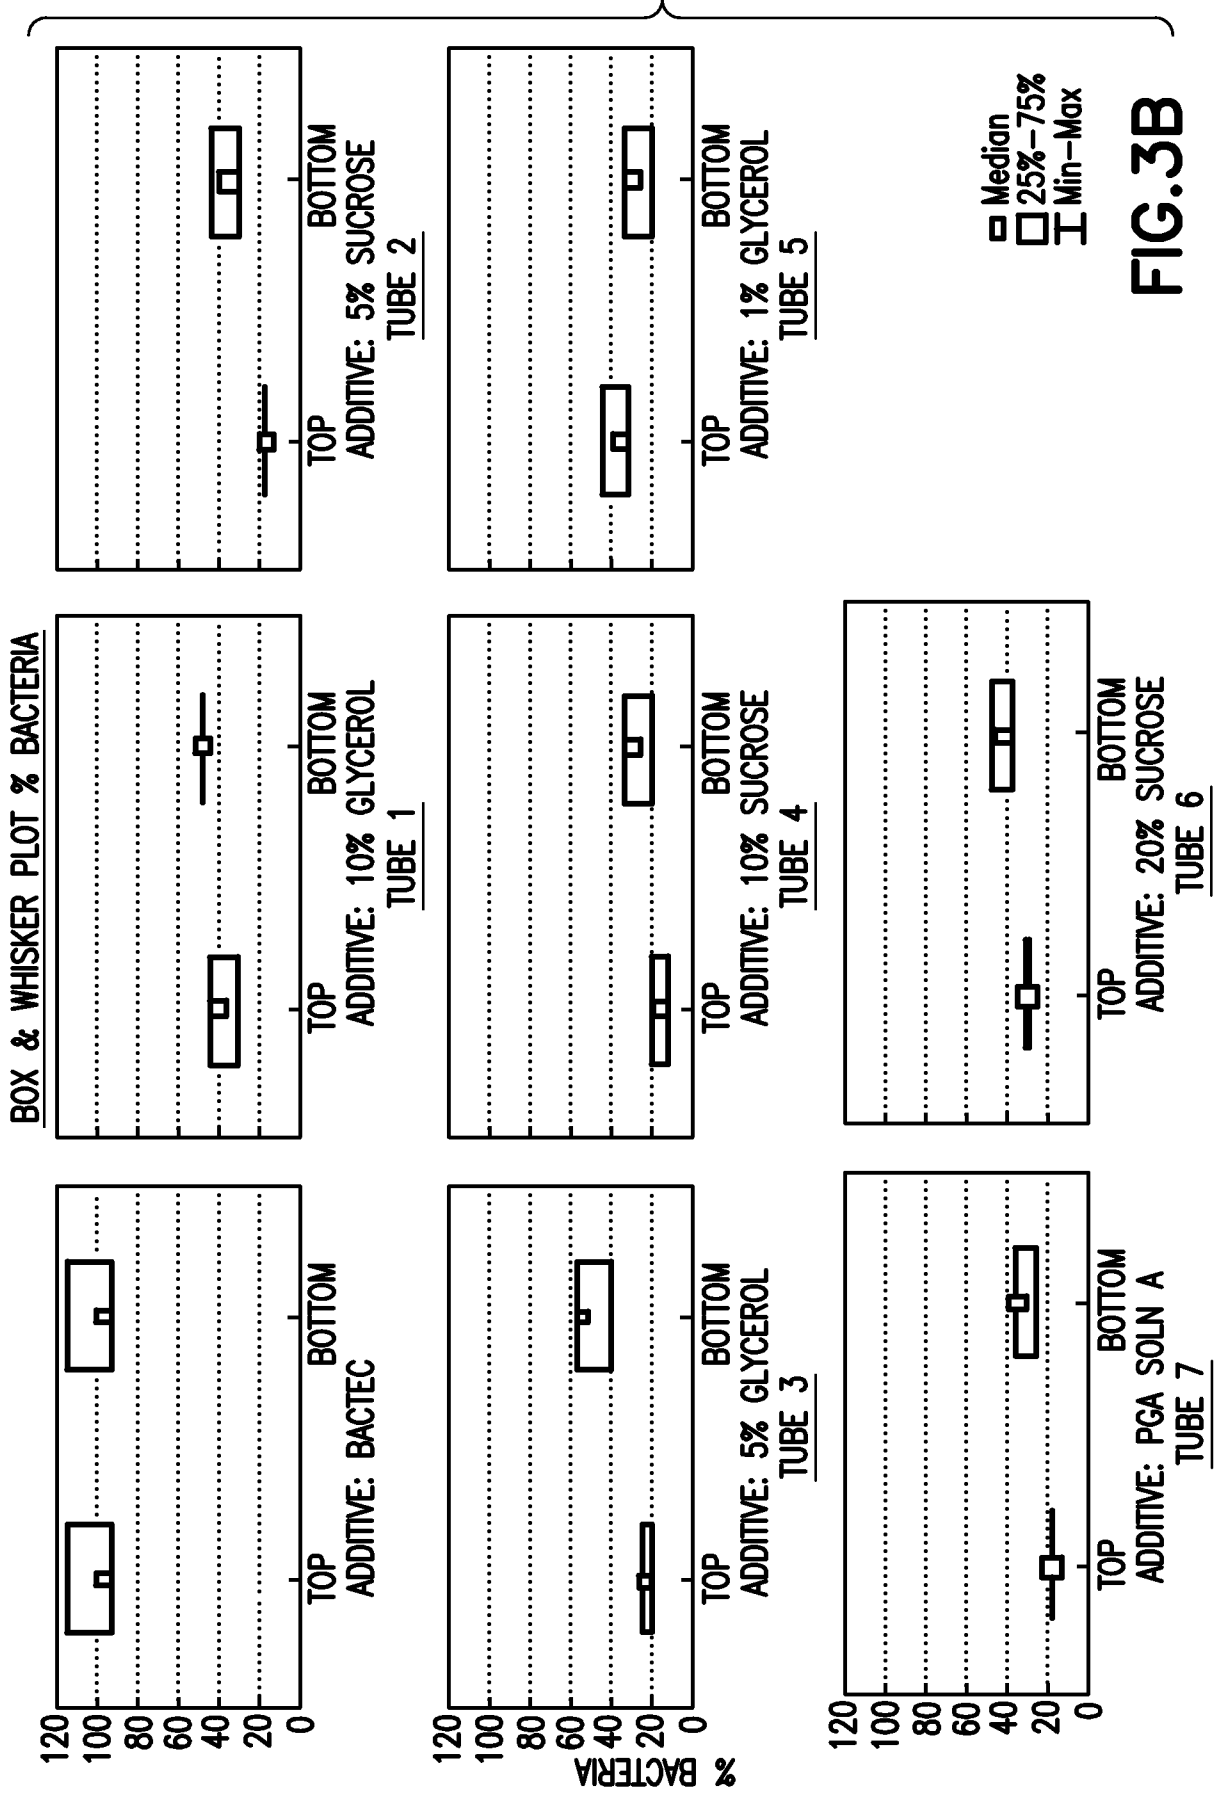 BOX & WHISKER PLOT % BACTERIA
% BACTERIA
120
100
80
60
40
20
0
TOP BOTTOM
ADDITIVE: BACTEC
TOP BOTTOM
ADDITIVE: 10% GLYCEROL
TUBE 1
TOP BOTTOM
ADDITIVE: 5% SUCROSE
TUBE 2
120
100
80
60
40
20
0
TOP BOTTOM
ADDITIVE: 5% GLYCEROL
TUBE 3
TOP BOTTOM
ADDITIVE: 10% SUCROSE
TUBE 4
TOP BOTTOM
ADDITIVE: 1% GLYCEROL
TUBE 5
120
100
80
60
40
20
0
TOP BOTTOM
ADDITIVE: PGA SOLN A
TUBE 7
TOP BOTTOM
ADDITIVE: 20% SUCROSE
TUBE 6
Median
25%-75%
Min-Max
FIG.3B